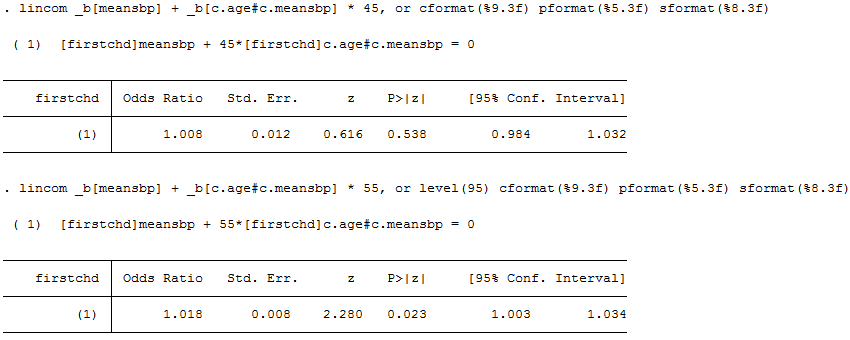 . lincom _b[meansbp] + _b[c.age#c.meansbp] * 45, or cformat(%9.3f) pformat(%5.3f) sformat(%8.3f)
( 1) [firstchd]meansbp + 45*[firstchd]c.age#c.meansbp = 0
firstchd Odds Ratio Std. Err. z P>|z| [95% Conf. Interval]
(1) 1.008 0.012 0.616 0.538 0.984 1.032
. lincom _b[meansbp] + _b[c.age#c.meansbp] * 55, or level(95) cformat(%9.3f) pformat(%5.3f) sformat(%8.3f)
( 1) [firstchd]meansbp + 55*[firstchd]c.age#c.meansbp = 0
firstchd Odds Ratio Std. Err. z P>|z| [95% Conf. Interval]
(1) 1.018 0.008 2.280 0.023 1.003 1.034